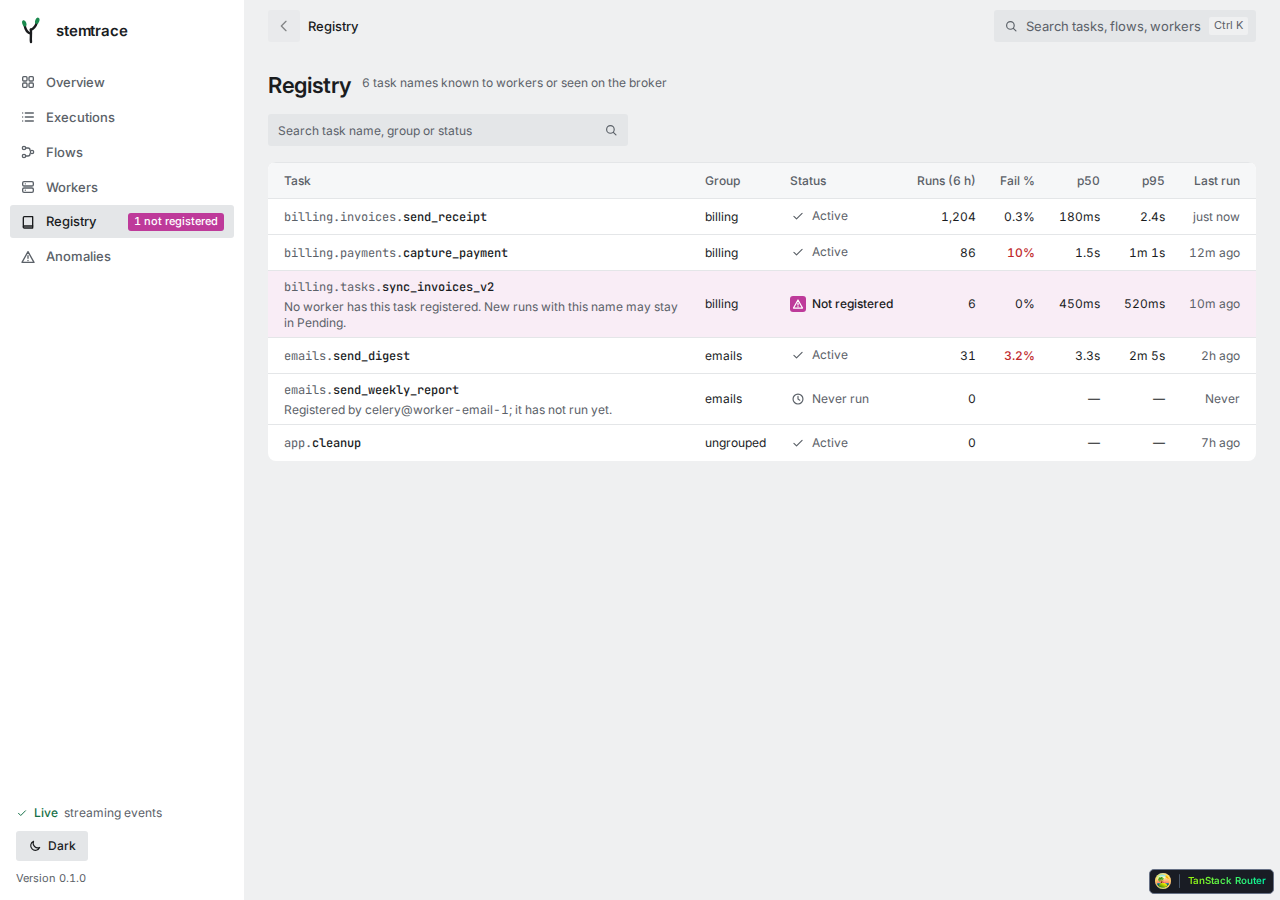 stemtrace
Overview
Executions
Flows
Workers
Registry 1 not registered
Anomalies
Live streaming events
Dark
Version 0.1.0
Registry
Search tasks, flows, workers Ctrl K
Registry 6 task names known to workers or seen on the broker
Search task name, group or status
Task Group Status Runs (6 h) Fail % p50 p95 Last run
billing.invoices.send_receipt billing Active 1,204 0.3% 180ms 2.4s just now
billing.payments.capture_payment billing Active 86 10% 1.5s 1m 1s 12m ago
billing.tasks.sync_invoices_v2
No worker has this task registered. New runs with this name may stay
in Pending.
billing Not registered 6 0% 450ms 520ms 10m ago
emails.send_digest emails Active 31 3.2% 3.3s 2m 5s 2h ago
emails.send_weekly_report
Registered by celery@worker-email-1; it has not run yet.
emails Never run 0 — — Never
app.cleanup ungrouped Active 0 — — 7h ago
TanStack Router